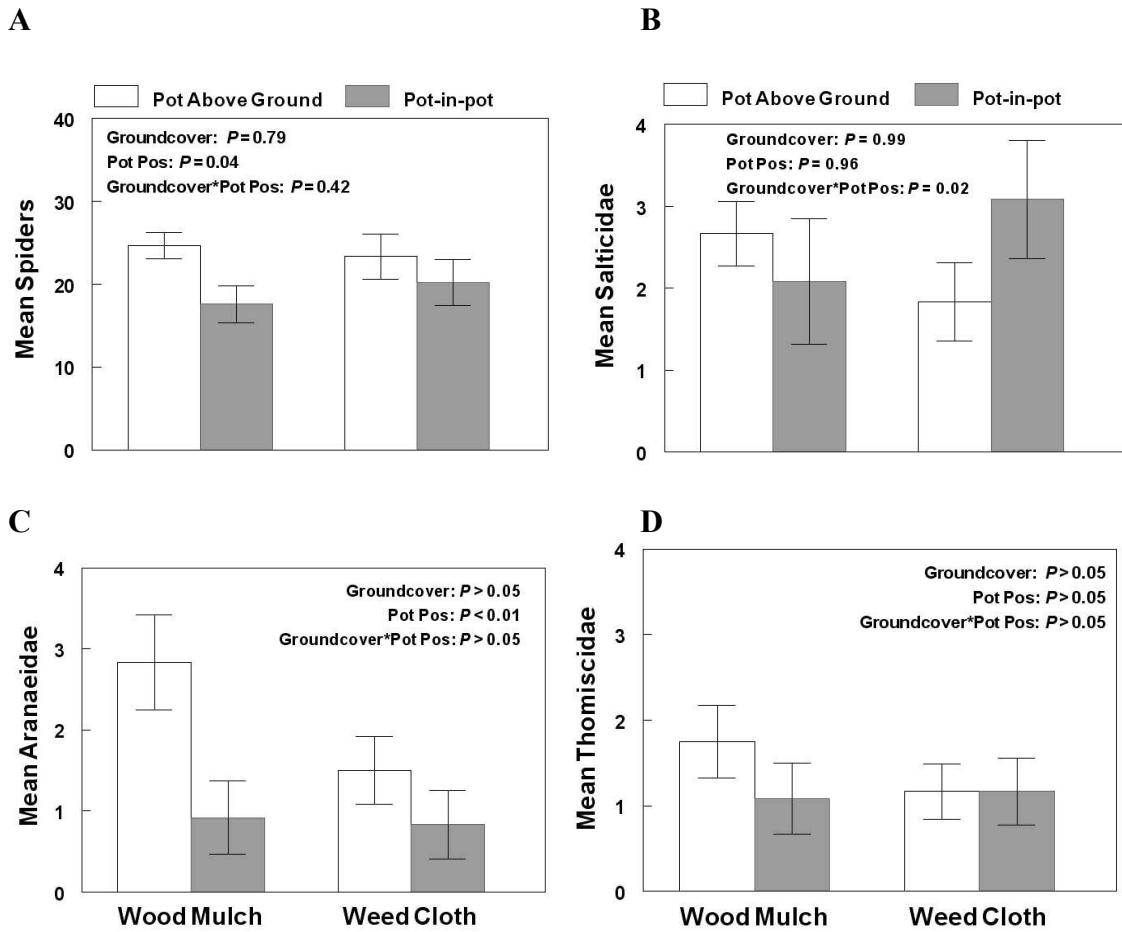 A
B
Pot Above Ground Pot-in-pot
Pot Above Ground Pot-in-pot
Mean Spiders
40
30
20
10
0
Groundcover: P = 0.79
Pot Pos: P = 0.04
Groundcover*Pot Pos: P = 0.42
Mean Salticidae
4
3
2
1
0
Groundcover: P = 0.99
Pot Pos: P = 0.96
Groundcover*Pot Pos: P = 0.02
C
D
Mean Aranaeidae
4
3
2
1
0
Groundcover: P > 0.05
Pot Pos: P < 0.01
Groundcover*Pot Pos: P > 0.05
Wood Mulch Weed Cloth
Mean Thomiscidae
4
3
2
1
0
Groundcover: P > 0.05
Pot Pos: P > 0.05
Groundcover*Pot Pos: P > 0.05
Wood Mulch Weed Cloth